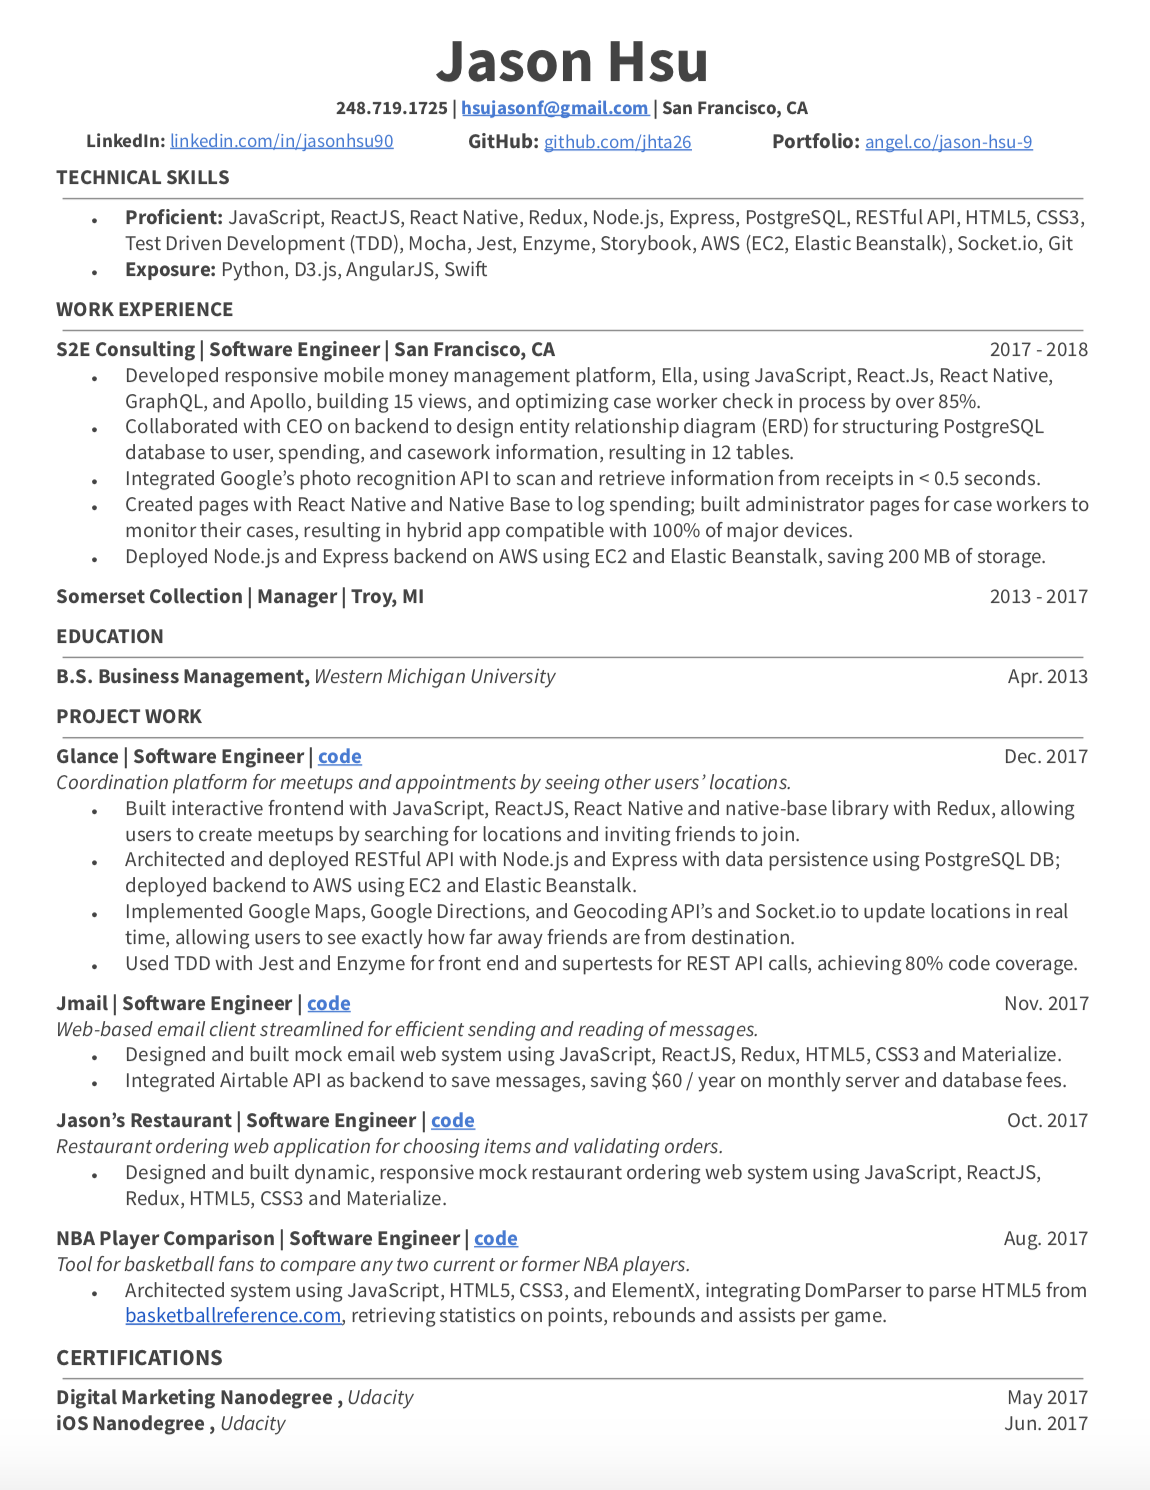 Jason Hsu
248.719.1725 | hsujasonf@gmail.com | San Francisco, CA
LinkedIn: linkedin.com/in/jasonhsu90 GitHub: github.com/jhta26 Portfolio: angel.co/jason-hsu-9
TECHNICAL SKILLS
• Proficient: JavaScript, ReactJS, React Native, Redux, Node.js, Express, PostgreSQL, RESTful API, HTML5, CSS3,
Test Driven Development (TDD), Mocha, Jest, Enzyme, Storybook, AWS (EC2, Elastic Beanstalk), Socket.io, Git
• Exposure: Python, D3.js, AngularJS, Swift
WORK EXPERIENCE
S2E Consulting | Software Engineer | San Francisco, CA 2017 - 2018
• Developed responsive mobile money management platform, Ella, using JavaScript, React.Js, React Native,
GraphQL, and Apollo, building 15 views, and optimizing case worker check in process by over 85%.
• Collaborated with CEO on backend to design entity relationship diagram (ERD) for structuring PostgreSQL
database to user, spending, and casework information, resulting in 12 tables.
• Integrated Google’s photo recognition API to scan and retrieve information from receipts in < 0.5 seconds.
• Created pages with React Native and Native Base to log spending; built administrator pages for case workers to
monitor their cases, resulting in hybrid app compatible with 100% of major devices.
• Deployed Node.js and Express backend on AWS using EC2 and Elastic Beanstalk, saving 200 MB of storage.
Somerset Collection | Manager | Troy, MI 2013 - 2017
EDUCATION
B.S. Business Management, Western Michigan University Apr. 2013
PROJECT WORK
Glance | Software Engineer | code Dec. 2017
Coordination platform for meetups and appointments by seeing other users’ locations.
• Built interactive frontend with JavaScript, ReactJS, React Native and native-base library with Redux, allowing
users to create meetups by searching for locations and inviting friends to join.
• Architected and deployed RESTful API with Node.js and Express with data persistence using PostgreSQL DB;
deployed backend to AWS using EC2 and Elastic Beanstalk.
• Implemented Google Maps, Google Directions, and Geocoding API’s and Socket.io to update locations in real
time, allowing users to see exactly how far away friends are from destination.
• Used TDD with Jest and Enzyme for front end and supertests for REST API calls, achieving 80% code coverage.
Jmail | Software Engineer | code Nov. 2017
Web-based email client streamlined for efficient sending and reading of messages.
• Designed and built mock email web system using JavaScript, ReactJS, Redux, HTML5, CSS3 and Materialize.
• Integrated Airtable API as backend to save messages, saving $60 / year on monthly server and database fees.
Jason’s Restaurant | Software Engineer | code Oct. 2017
Restaurant ordering web application for choosing items and validating orders.
• Designed and built dynamic, responsive mock restaurant ordering web system using JavaScript, ReactJS,
Redux, HTML5, CSS3 and Materialize.
NBA Player Comparison | Software Engineer | code Aug. 2017
Tool for basketball fans to compare any two current or former NBA players.
• Architected system using JavaScript, HTML5, CSS3, and ElementX, integrating DomParser to parse HTML5 from
basketballreference.com, retrieving statistics on points, rebounds and assists per game.
CERTIFICATIONS
Digital Marketing Nanodegree , Udacity May 2017
iOS Nanodegree , Udacity Jun. 2017